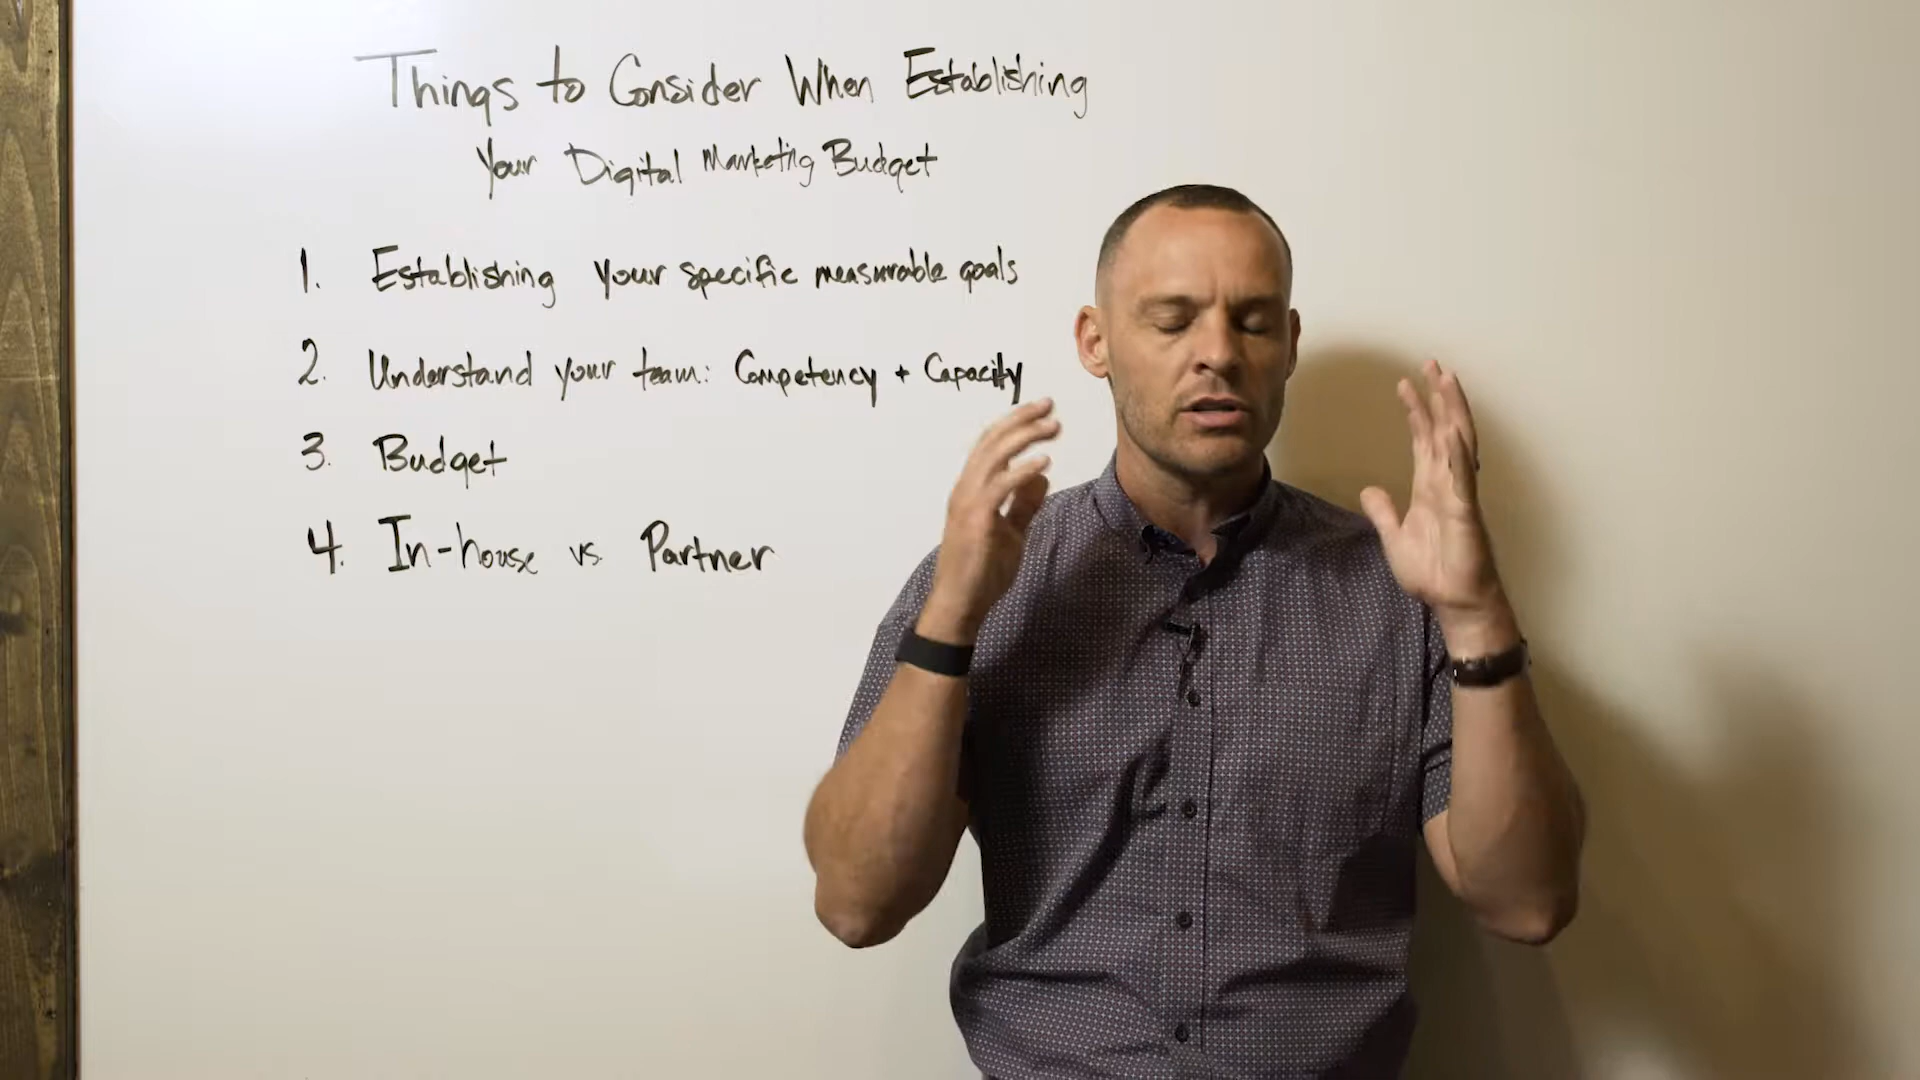 Things to Consider When Establishing
Your Digital Marketing Budget
1. Establishing your specific measurable goals
2. Understand your team: Competency + Capacity
3. Budget
4. In-house vs. Partner